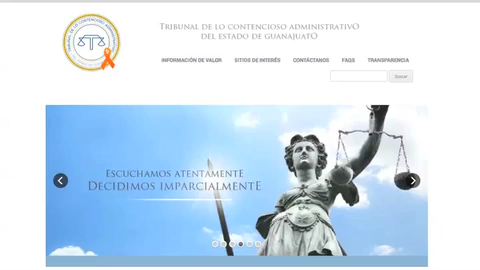 Tribunal de lo contencioso administrativo
del estado de Guanajuato
INFORMACIÓN DE VALOR SITIOS DE INTERÉS CONTÁCTANOS FAQS TRANSPARENCIA
Buscar
Escuchamos atentamente
Decidimos imparcialmente